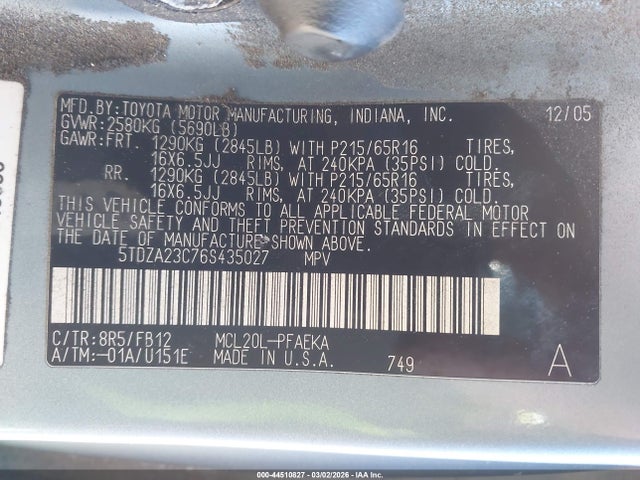 MFD.BY:TOYOTA MOTOR MANUFACTURING, INDIANA, INC. 12/05
GVWR:2580KG (5690LB)
GAWR:FRT. 1290KG (2845LB) WITH P215/65R16 TIRES,
16X6.5JJ RIMS, AT 240KPA (35PSI) COLD.
RR. 1290KG (2845LB) WITH P215/65R16 TIRES,
16X6.5JJ RIMS, AT 240KPA (35PSI) COLD.
THIS VEHICLE CONFORMS TO ALL APPLICABLE FEDERAL MOTOR
VEHICLE SAFETY AND THEFT PREVENTION STANDARDS IN EFFECT ON
THE DATE OF MANUFACTURE SHOWN ABOVE.
5TDZA23C76S435027 MPV
C/TR:8R5/FB12 MCL20L-PFAEKA
A/TM:-01A/U151E MADE IN U.S.A. 749 A
000-44510827 - 03/02/2026 - IAA Inc.